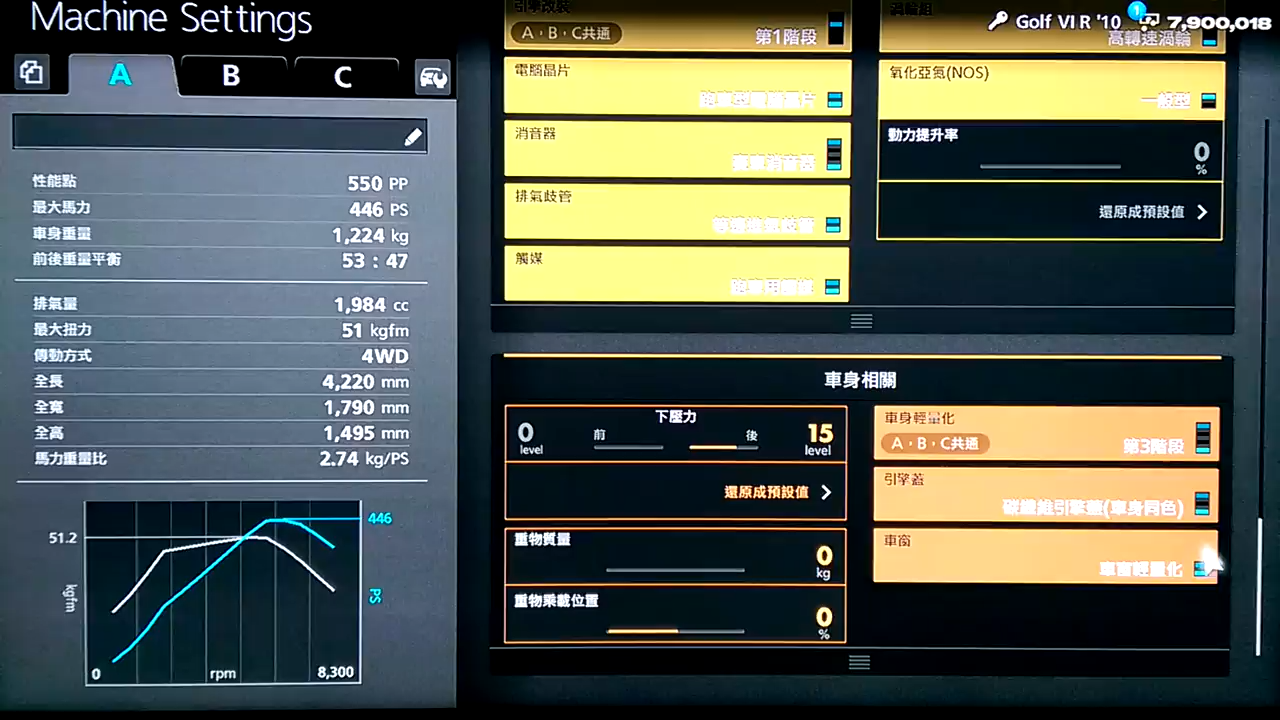 Machine Settings
A
B
C
性能點 550 PP
最大馬力 446 PS
車身重量 1,224 kg
前後重量平衡 53 : 47
排氣量 1,984 cc
最大扭力 51 kgfm
傳動方式 4WD
全長 4,220 mm
全寬 1,790 mm
全高 1,495 mm
馬力重量比 2.74 kg/PS
446
51.2
kgfm
PS
0 rpm 8,300
引擎改裝
A・B・C共通 第1階段
電腦晶片
消音器
排氣歧管
觸媒
Golf VI R '10
1
7,900,018
渦輪組
高轉速渦輪
氧化亞氮(NOS)
一般型
動力提升率 0 %
還原成預設值
車身相關
下壓力
0 level 前 後 15 level
還原成預設值
重物質量 0 kg
重物乘載位置 0 %
車身輕量化
A・B・C共通 第3階段
引擎蓋
碳纖維引擎蓋(車身同色)
車窗
車窗輕量化